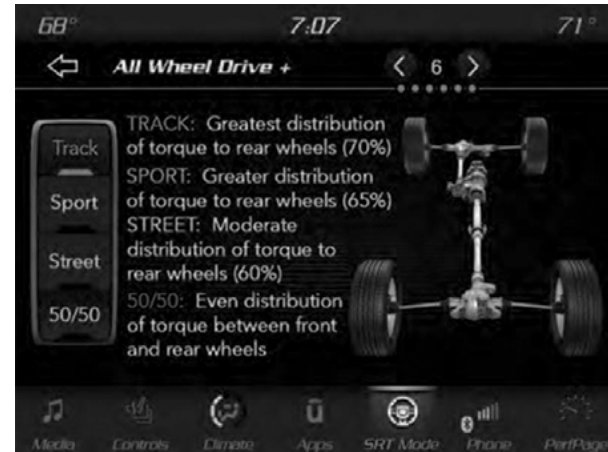 68° 7:07 71°
All Wheel Drive + < 6 >
Track
Sport
Street
50/50
TRACK: Greatest distribution
of torque to rear wheels (70%)
SPORT: Greater distribution
of torque to rear wheels (65%)
STREET: Moderate
distribution of torque to
rear wheels (60%)
50/50: Even distribution
of torque between front
and rear wheels
Media Controls Climate Apps SRT Mode Phone PerfPage